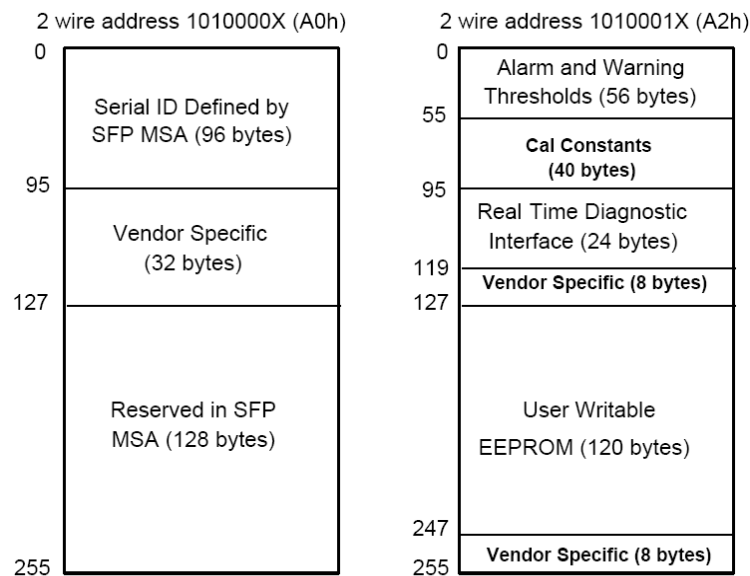 2 wire address 1010000X (A0h)
0
Serial ID Defined by
SFP MSA (96 bytes)
95
Vendor Specific
(32 bytes)
127
Reserved in SFP
MSA (128 bytes)
255
2 wire address 1010001X (A2h)
0
Alarm and Warning
Thresholds (56 bytes)
55
Cal Constants
(40 bytes)
95
Real Time Diagnostic
Interface (24 bytes)
119
Vendor Specific (8 bytes)
127
User Writable
EEPROM (120 bytes)
247
Vendor Specific (8 bytes)
255